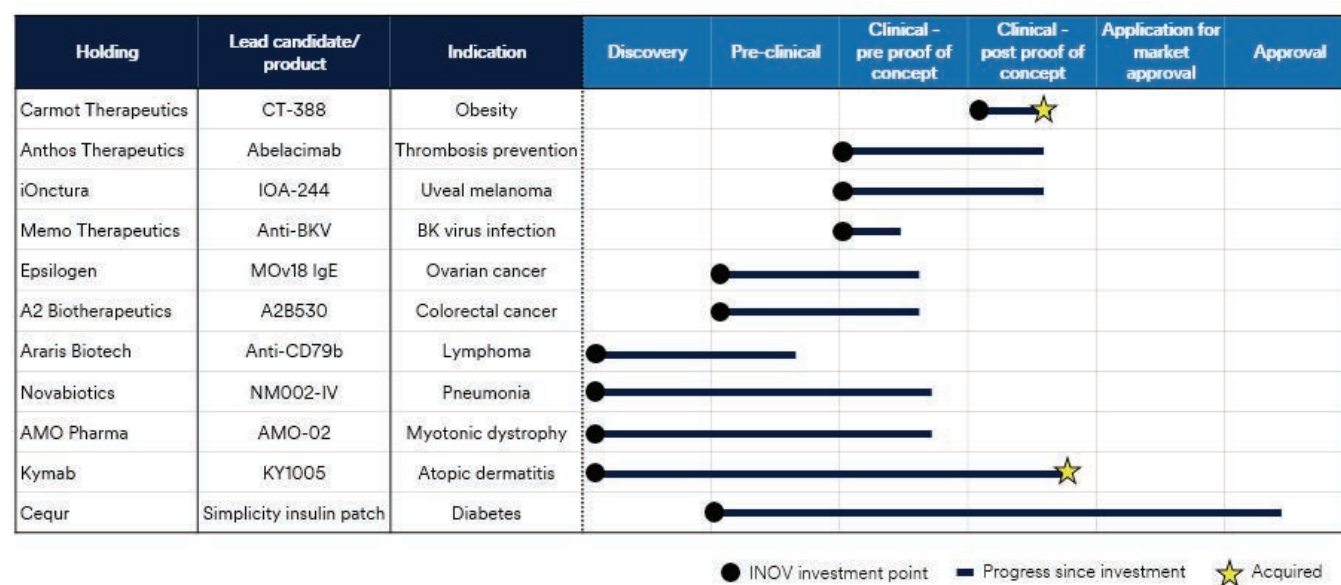 Holding Lead candidate/ product Indication Discovery Pre-clinical Clinical - pre proof of concept Clinical - post proof of concept Application for market approval Approval
Carmot Therapeutics CT-388 Obesity
Anthos Therapeutics Abelacimab Thrombosis prevention
iOnctura IOA-244 Uveal melanoma
Memo Therapeutics Anti-BKV BK virus infection
Epsilogen MOv18 IgE Ovarian cancer
A2 Biotherapeutics A2B530 Colorectal cancer
Araris Biotech Anti-CD79b Lymphoma
Novabiotics NM002-IV Pneumonia
AMO Pharma AMO-02 Myotonic dystrophy
Kymab KY1005 Atopic dermatitis
Cequr Simplicity insulin patch Diabetes
INOV investment point Progress since investment Acquired